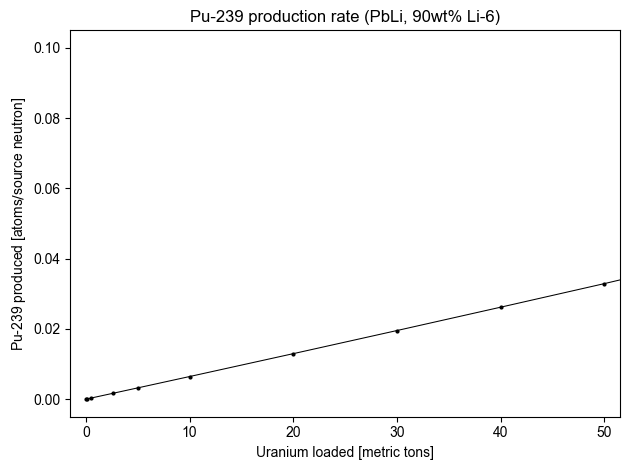 Pu-239 production rate (PbLi, 90wt% Li-6)
0.10
0.08
0.06
0.04
0.02
0.00
Pu-239 produced [atoms/source neutron]
0 10 20 30 40 50
Uranium loaded [metric tons]